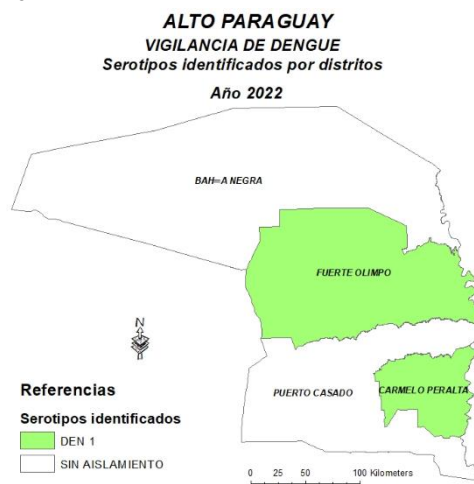 ALTO PARAGUAY
VIGILANCIA DE DENGUE
Serotipos identificados por distritos
Año 2022
BAH=A NEGRA
FUERTE OLIMPO
N
PUERTO CASADO
CARMELO PERALTA
Referencias
Serotipos identificados
DEN 1
SIN AISLAMIENTO
0 25 50 100 Kilometers